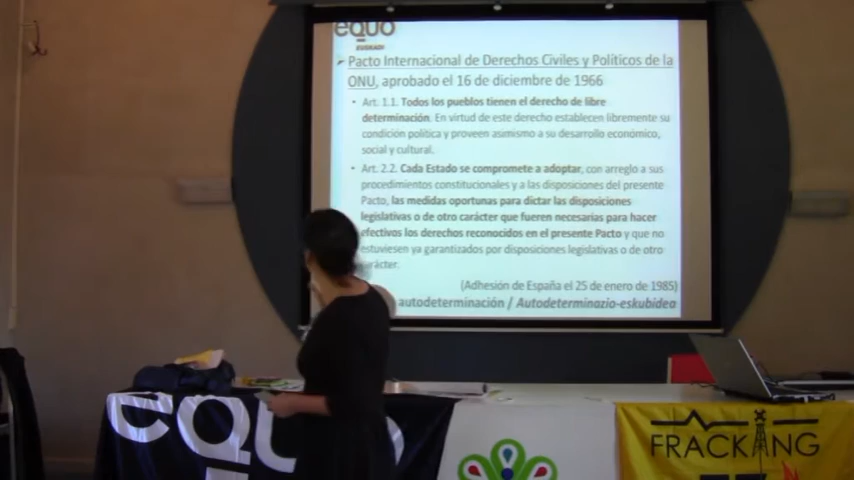 equo
EUSKADI
Pacto Internacional de Derechos Civiles y Políticos de la
ONU, aprobado el 16 de diciembre de 1966
• Art. 1.1. Todos los pueblos tienen el derecho de libre
determinación. En virtud de este derecho establecen libremente su
condición política y proveen asimismo a su desarrollo económico,
social y cultural.
• Art. 2.2. Cada Estado se compromete a adoptar, con arreglo a sus
procedimientos constitucionales y a las disposiciones del presente
Pacto, las medidas oportunas para dictar las disposiciones
legislativas o de otro carácter que fueren necesarias para hacer
efectivos los derechos reconocidos en el presente Pacto y que no
estuviesen ya garantizados por disposiciones legislativas o de otro
carácter.
(Adhesión de España el 25 de enero de 1985)
autodeterminación / Autodeterminazio-eskubidea
equo
FRACKING